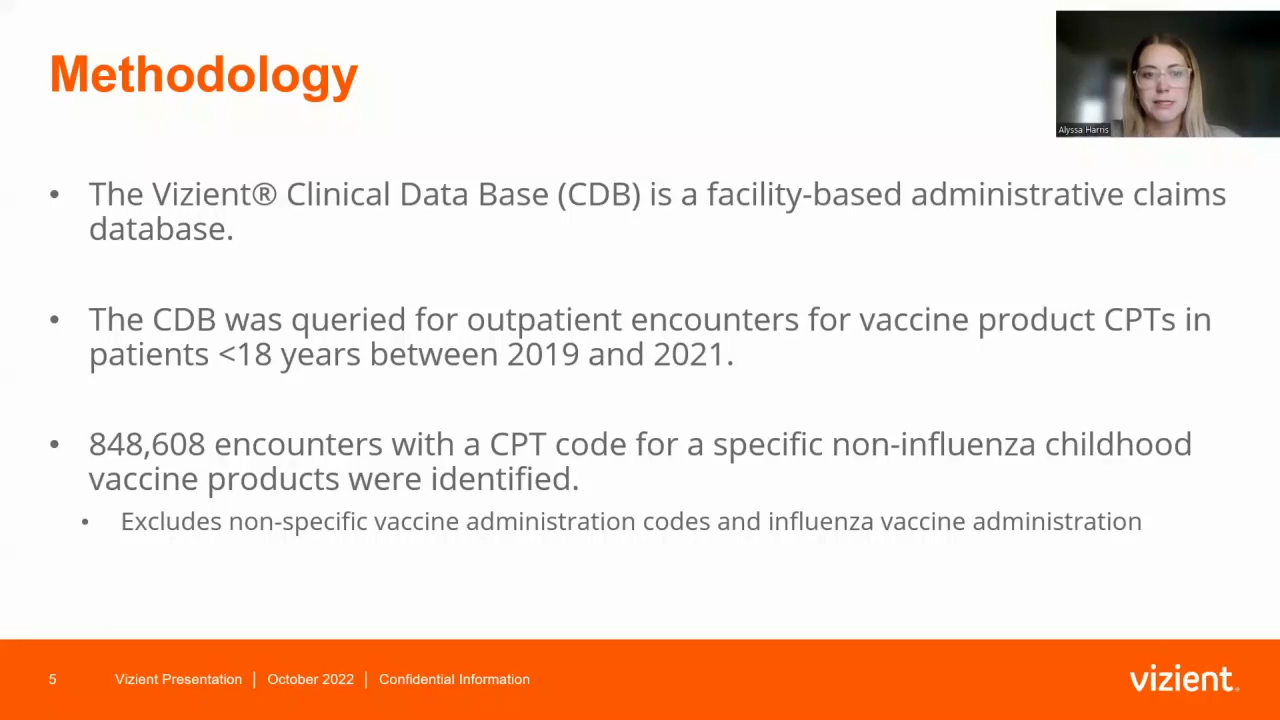 Methodology
Alyssa Harris
• The Vizient® Clinical Data Base (CDB) is a facility-based administrative claims
database.
• The CDB was queried for outpatient encounters for vaccine product CPTs in
patients <18 years between 2019 and 2021.
• 848,608 encounters with a CPT code for a specific non-influenza childhood
vaccine products were identified.
• Excludes non-specific vaccine administration codes and influenza vaccine administration
5 Vizient Presentation | October 2022 | Confidential Information
vizient.